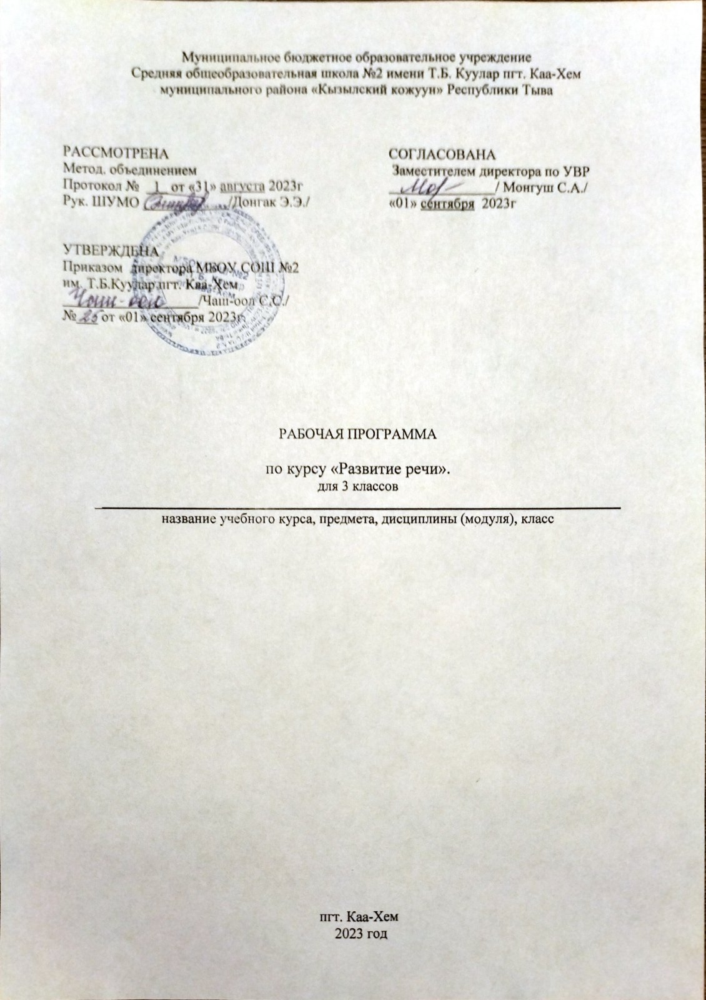 Муниципальное бюджетное образовательное учреждение
Средняя общеобразовательная школа №2 имени Т.Б. Куулар пгт. Каа-Хем
муниципального района «Кызылский кожуун» Республики Тыва
РАССМОТРЕНА
Метод. объединением
Протокол № 1 от «31» августа 2023г
Рук. ШУМО /Донгак Э.Э./
СОГЛАСОВАНА
Заместителем директора по УВР
/ Монгуш С.А./
«01» сентября 2023г
УТВЕРЖДЕНА
Приказом директора МБОУ СОШ №2
им. Т.Б.Куулар пгт. Каа-Хем
Чаш-оол /Чаш-оол С.С./
№ 25 от «01» сентября 2023г
РАБОЧАЯ ПРОГРАММА
по курсу «Развитие речи».
для 3 классов
название учебного курса, предмета, дисциплины (модуля), класс
пгт. Каа-Хем
2023 год